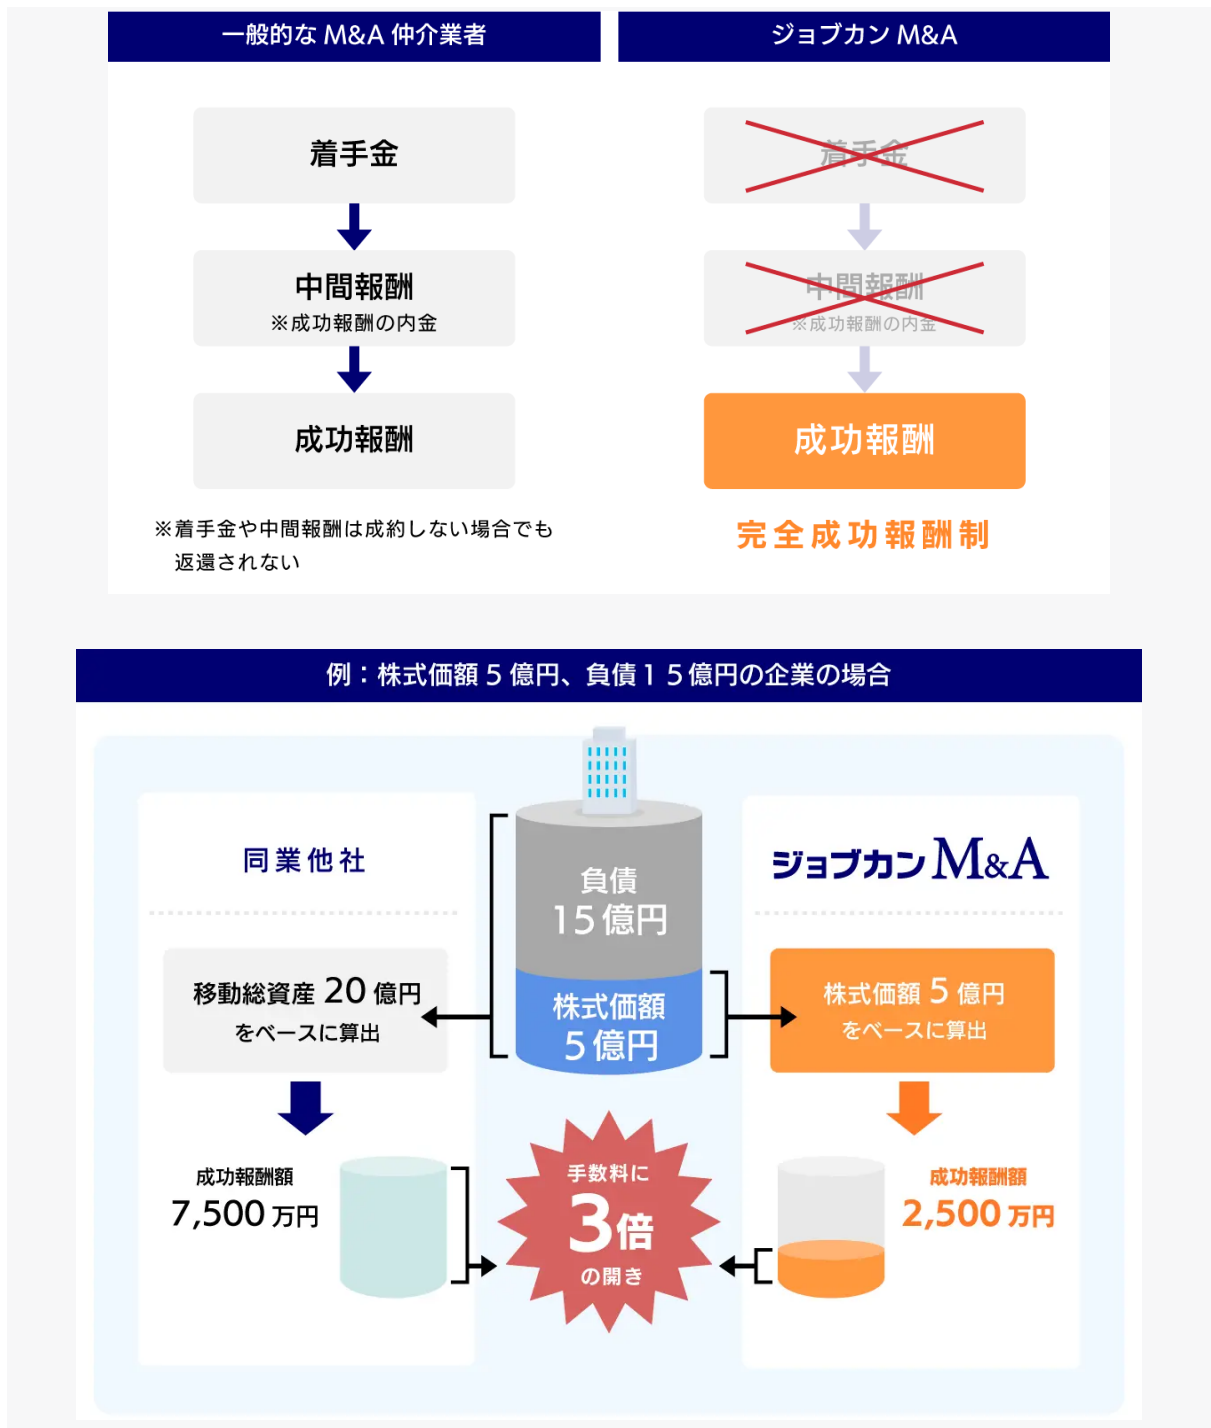 一般的な M&A 仲介業者
ジョブカン M&A
着手金
中間報酬
※成功報酬の内金
成功報酬
※着手金や中間報酬は成約しない場合でも
返還されない
着手金
中間報酬
※成功報酬の内金
成功報酬
完全成功報酬制
例：株式価額 5 億円、負債１５億円の企業の場合
同業他社
移動総資産 20 億円
をベースに算出
成功報酬額
7,500 万円
負債
15 億円
株式価額
5 億円
手数料に
3倍
の開き
ジョブカン M&A
株式価額 5 億円
をベースに算出
成功報酬額
2,500 万円